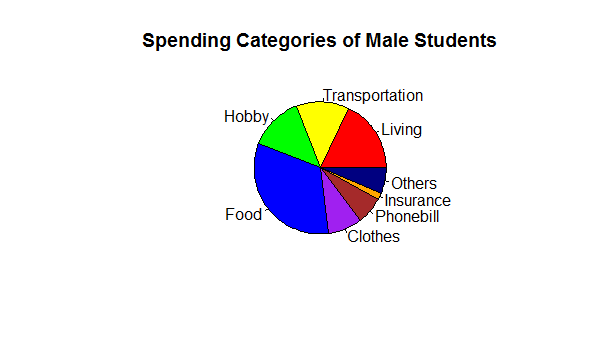 Spending Categories of Male Students
Transportation
Hobby
Living
Others
Insurance
Food
Phonebill
Clothes